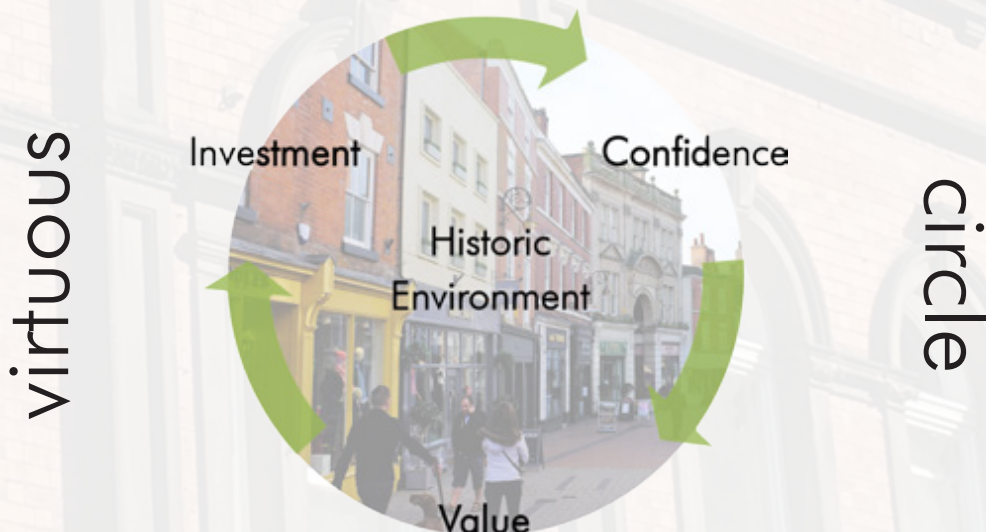 virtuous
Investment
Confidence
Historic
Environment
Value
circle